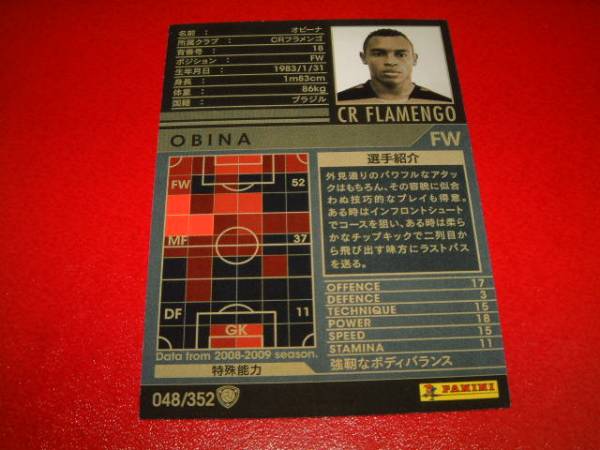 名前 : オビーナ
所属クラブ : CRフラメンゴ
背番号 : 18
ポジション : FW
生年月日 : 1983/1/31
身長 : 1m83cm
体重 : 86kg
国籍 : ブラジル
CR FLAMENGO
OBINA
FW
FW 52
MF 37
DF 11
GK
Data from 2008-2009 season.
特殊能力
選手紹介
外見通りのパワフルなアタッ
クはもちろん、その容貌に似合
わぬ技巧的なプレイも得意。
ある時はインフロントシュート
でコースを狙い、ある時は柔ら
かなチップキックで二列目か
ら飛び出す味方にラストパス
を送る。
OFFENCE 17
DEFENCE 3
TECHNIQUE 15
POWER 18
SPEED 15
STAMINA 11
強靭なボディバランス
048/352
PANINI